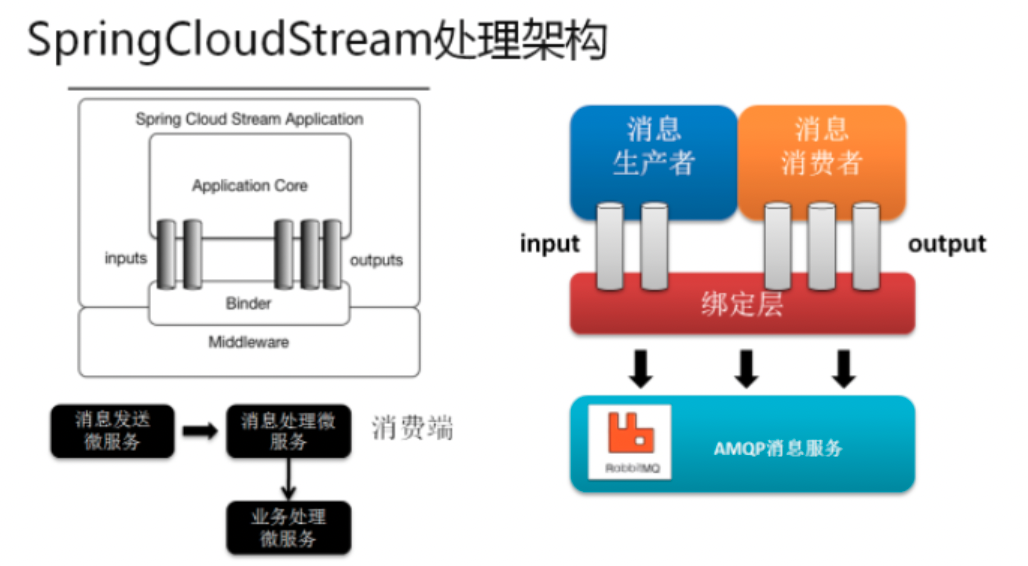 SpringCloudStream处理架构
Spring Cloud Stream Application
Application Core
inputs
outputs
Binder
Middleware
消息发送
微服务
消息处理微
服务
消费端
业务处理
微服务
消息
生产者
消息
消费者
input
output
绑定层
RabbitMQ
AMQP消息服务